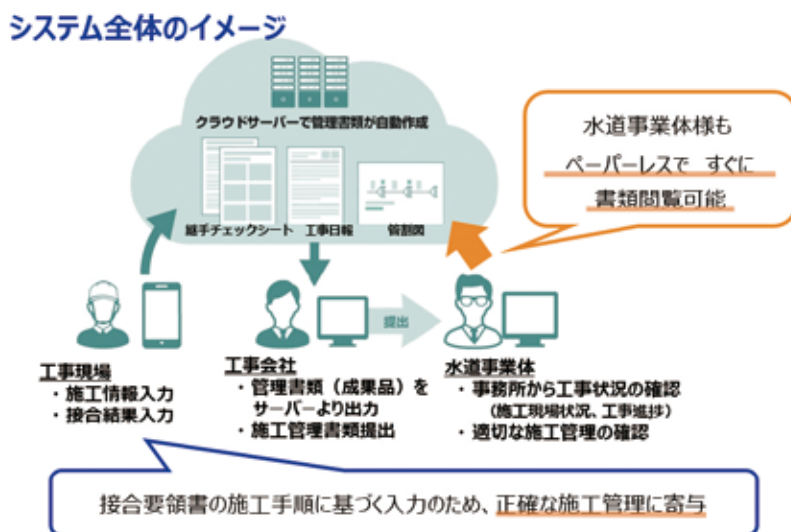 システム全体のイメージ
クラウドサーバーで管理書類が自動作成
継手チェックシート 工事日報 管割図
水道事業体様も
ペーパーレスで すぐに
書類閲覧可能
提出
工事現場
・施工情報入力
・接合結果入力
工事会社
・管理書類（成果品）を
サーバーより出力
・施工管理書類提出
水道事業体
・事務所から工事状況の確認
（施工現場状況、工事進捗）
・適切な施工管理の確認
接合要領書の施工手順に基づく入力のため、正確な施工管理に寄与